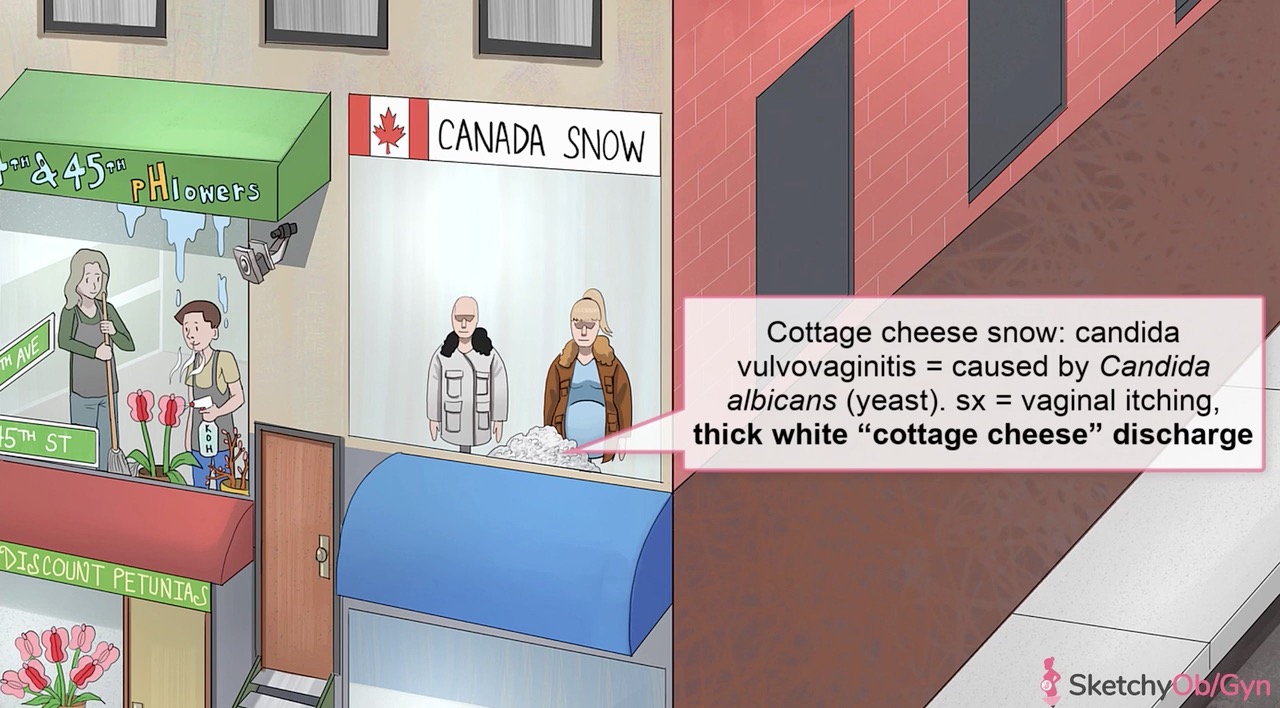 TH & 45TH pHlowers
CANADA SNOW
TH AVE
45TH ST
KOH
DISCOUNT PETUNIAS
Cottage cheese snow: candida
vulvovaginitis = caused by Candida
albicans (yeast). sx = vaginal itching,
thick white “cottage cheese” discharge
SketchyOb/Gyn